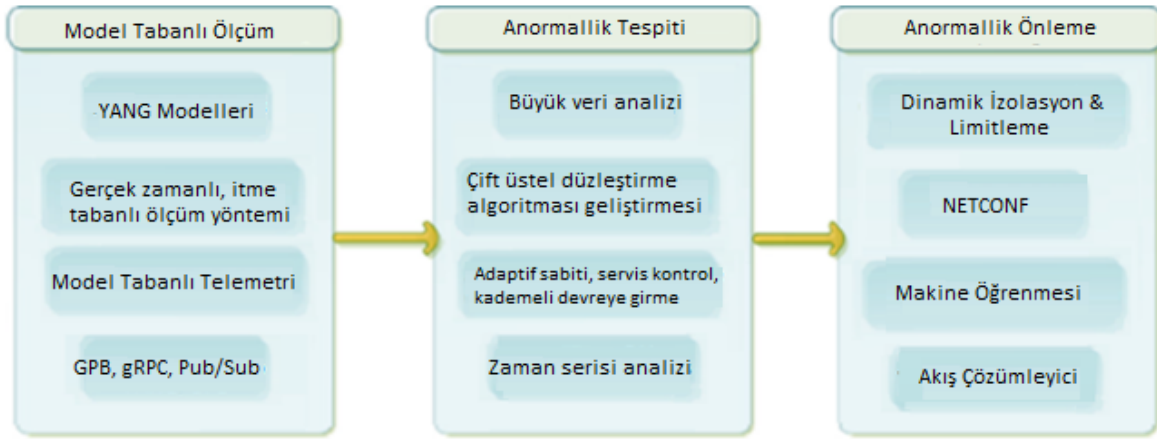 Model Tabanlı Ölçüm
YANG Modelleri
Gerçek zamanlı, itme
tabanlı ölçüm yöntemi
Model Tabanlı Telemetri
GPB, gRPC, Pub/Sub
Anormallik Tespiti
Büyük veri analizi
Çift üstel düzleştirme
algoritması geliştirmesi
Adaptif sabiti, servis kontrol,
kademeli devreye girme
Zaman serisi analizi
Anormallik Önleme
Dinamik İzolasyon &
Limitleme
NETCONF
Makine Öğrenmesi
Akış Çözümleyici